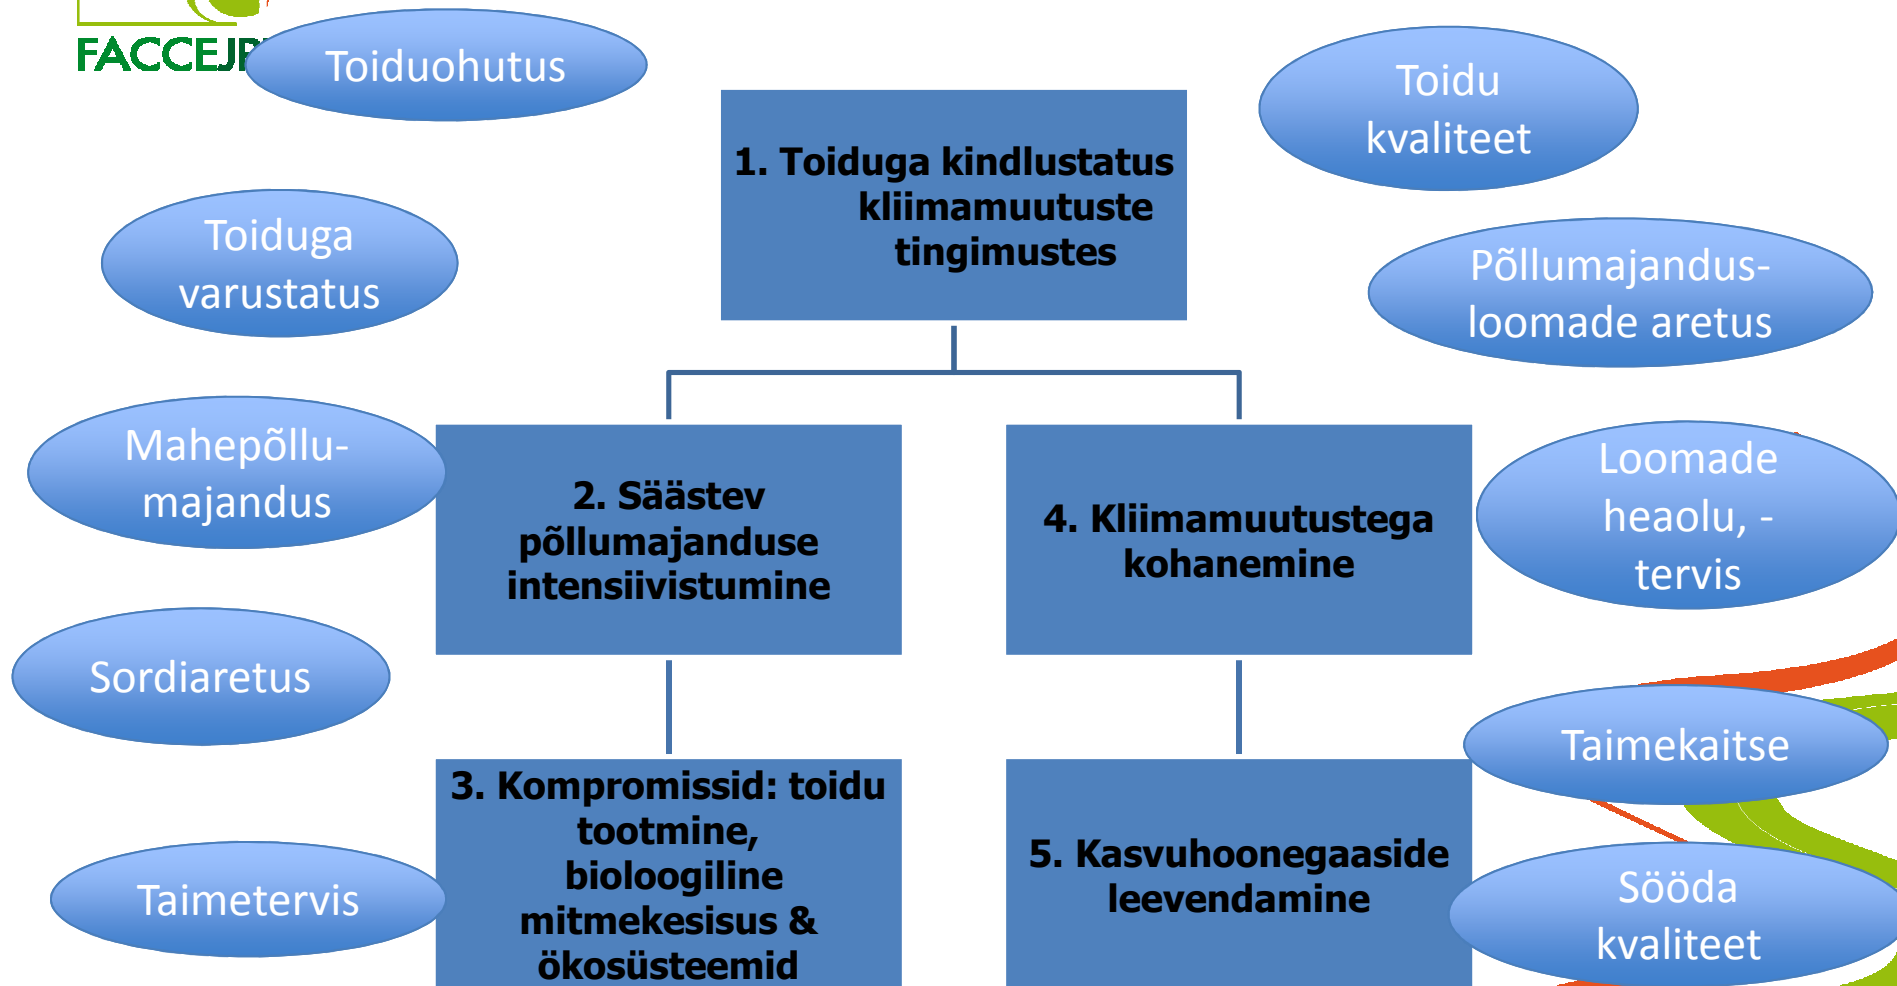 FACCEJP
Toiduohutus
Toidu
kvaliteet
1. Toiduga kindlustatus
kliimamuutuste
tingimustes
Toiduga
varustatus
Põllumajandus-
loomade aretus
Mahepõllu-
majandus
2. Säästev
põllumajanduse
intensiivistumine
4. Kliimamuutustega
kohanemine
Loomade
heaolu, -
tervis
Sordiaretus
Taimekaitse
3. Kompromissid: toidu
tootmine,
bioloogiline
mitmekesisus &
ökosüsteemid
5. Kasvuhoonegaaside
leevendamine
Taimetervis
Sööda
kvaliteet